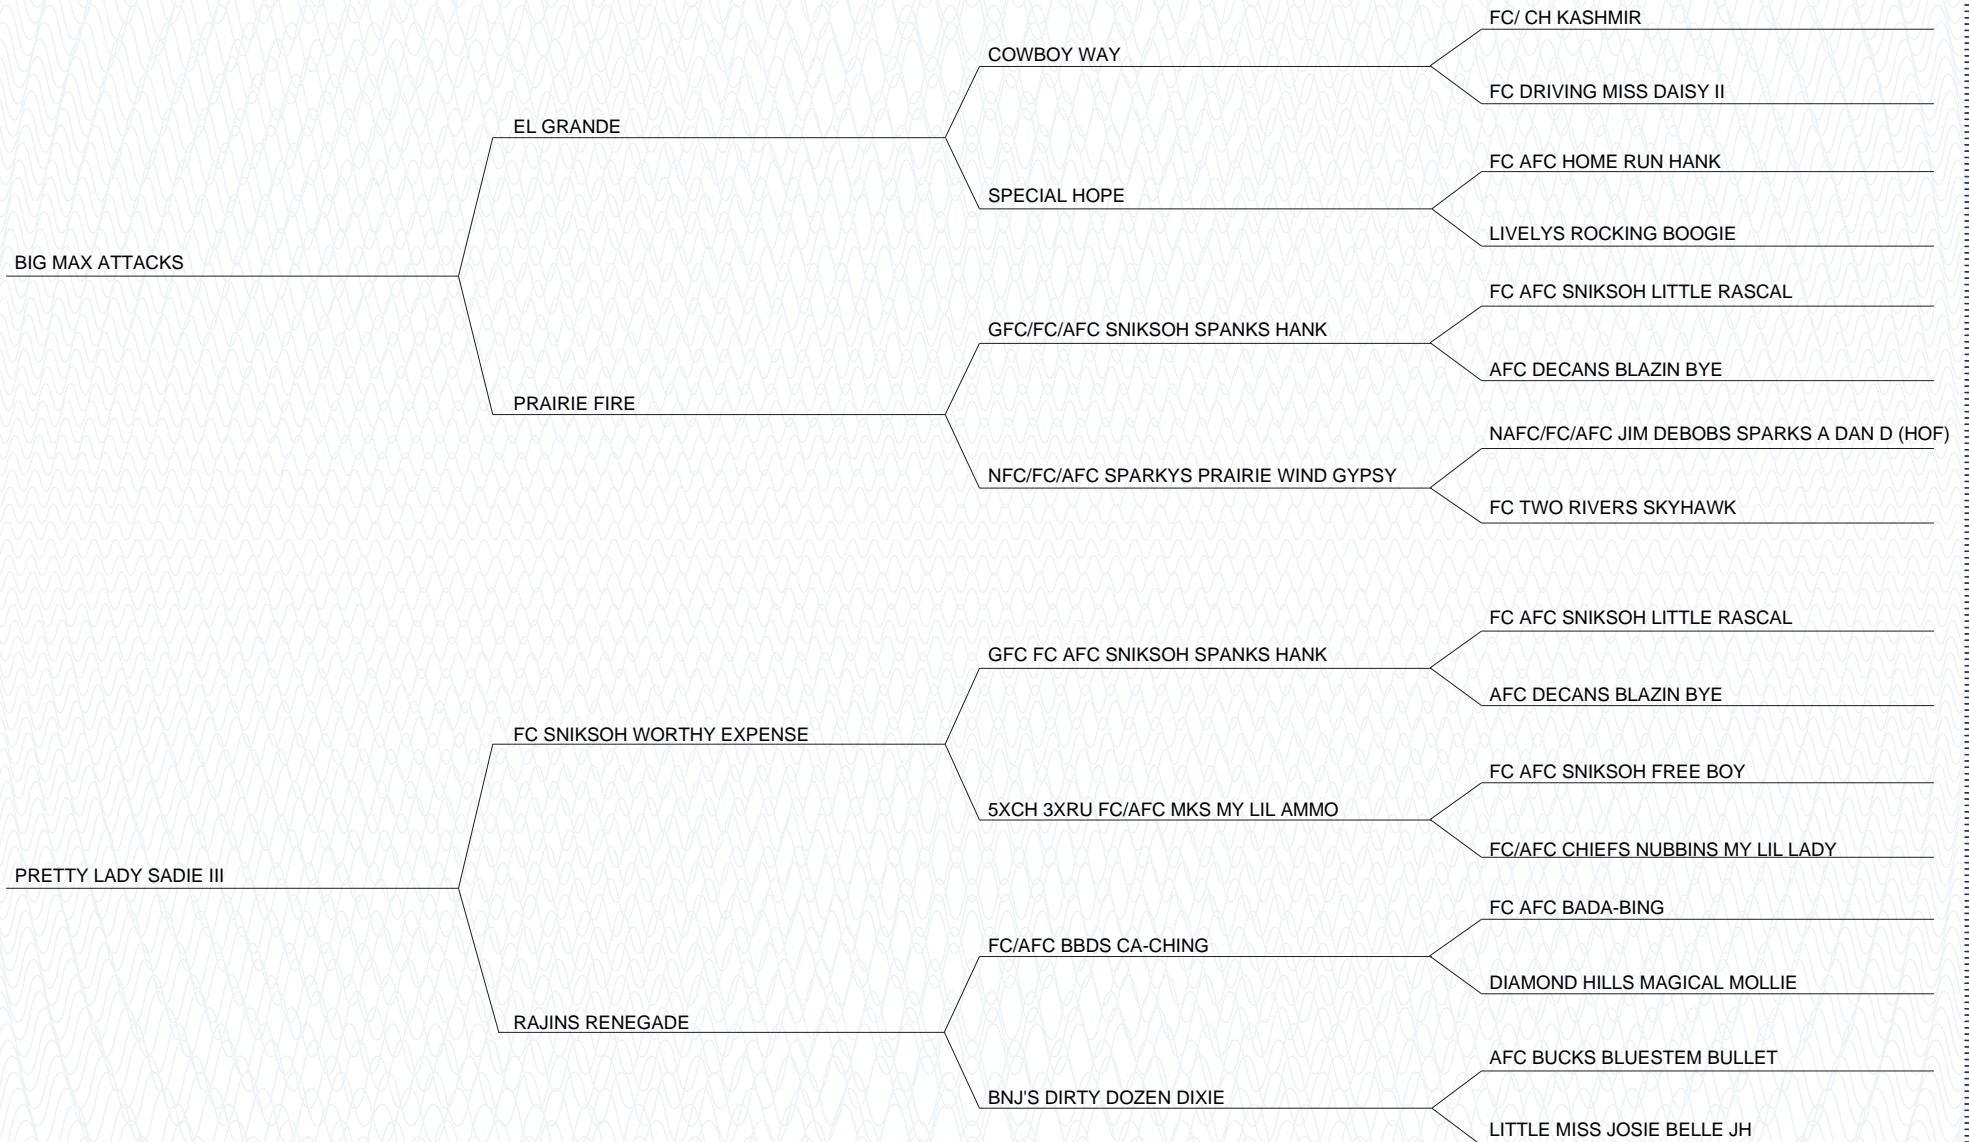 FC/ CH KASHMIR
COWBOY WAY
FC DRIVING MISS DAISY II
EL GRANDE
FC AFC HOME RUN HANK
SPECIAL HOPE
LIVELYS ROCKING BOOGIE
BIG MAX ATTACKS
FC AFC SNIKSOH LITTLE RASCAL
GFC/FC/AFC SNIKSOH SPANKS HANK
AFC DECANS BLAZIN BYE
PRAIRIE FIRE
NAFC/FC/AFC JIM DEBOBS SPARKS A DAN D (HOF)
NFC/FC/AFC SPARKYS PRAIRIE WIND GYPSY
FC TWO RIVERS SKYHAWK
FC AFC SNIKSOH LITTLE RASCAL
GFC FC AFC SNIKSOH SPANKS HANK
AFC DECANS BLAZIN BYE
FC SNIKSOH WORTHY EXPENSE
FC AFC SNIKSOH FREE BOY
5XCH 3XRU FC/AFC MKS MY LIL AMMO
FC/AFC CHIEFS NUBBINS MY LIL LADY
PRETTY LADY SADIE III
FC AFC BADA-BING
FC/AFC BBDS CA-CHING
DIAMOND HILLS MAGICAL MOLLIE
RAJINS RENEGADE
AFC BUCKS BLUESTEM BULLET
BNJ'S DIRTY DOZEN DIXIE
LITTLE MISS JOSIE BELLE JH